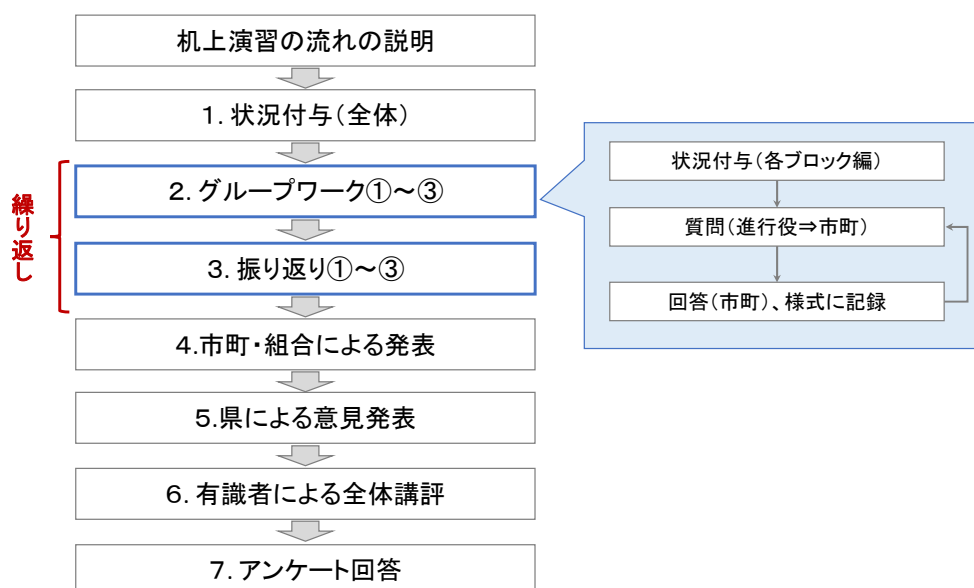 机上演習の流れの説明
1.状況付与(全体)
2.グループワーク①～③
3.振り返り①～③
繰り返し
4.市町・組合による発表
5.県による意見発表
6.有識者による全体講評
7.アンケート回答
状況付与(各ブロック編)
質問(進行役⇒市町)
回答(市町)、様式に記録